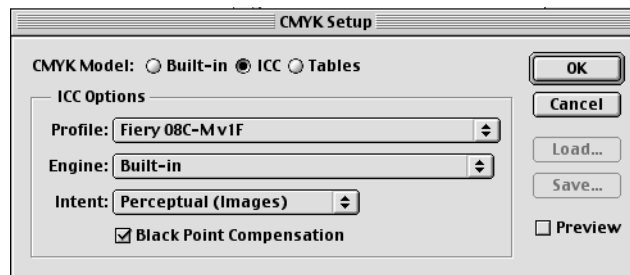 CMYK Setup
CMYK Model: Built-in ICC Tables
OK
ICC Options
Cancel
Profile: Fiery 08C-M v1F
Load...
Engine: Built-in
Save...
Intent: Perceptual (Images)
Preview
Black Point Compensation